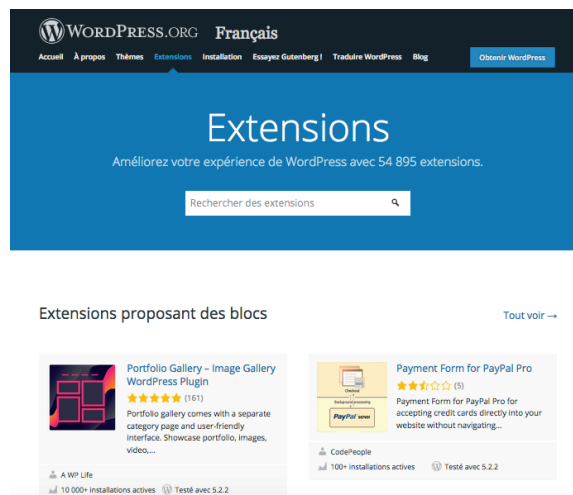 WORDPRESS.ORG Français
Accueil À propos Thèmes Extensions Installation Essayez Gutenberg ! Traduire WordPress Blog Obtenir WordPress
Extensions
Améliorez votre expérience de WordPress avec 54 895 extensions.
Rechercher des extensions
Extensions proposant des blocs
Tout voir →
Portfolio Gallery – Image Gallery
WordPress Plugin
(161)
Portfolio gallery comes with a separate
category page and user-friendly
interface. Showcase portfolio, images,
video,...
A WP Life
10 000+ installations actives Testé avec 5.2.2
Checkout
Background processing
PayPal server
Payment Form for PayPal Pro
(5)
Payment Form for PayPal Pro for
accepting credit cards directly into your
website without navigating...
CodePeople
100+ installations actives Testé avec 5.2.2